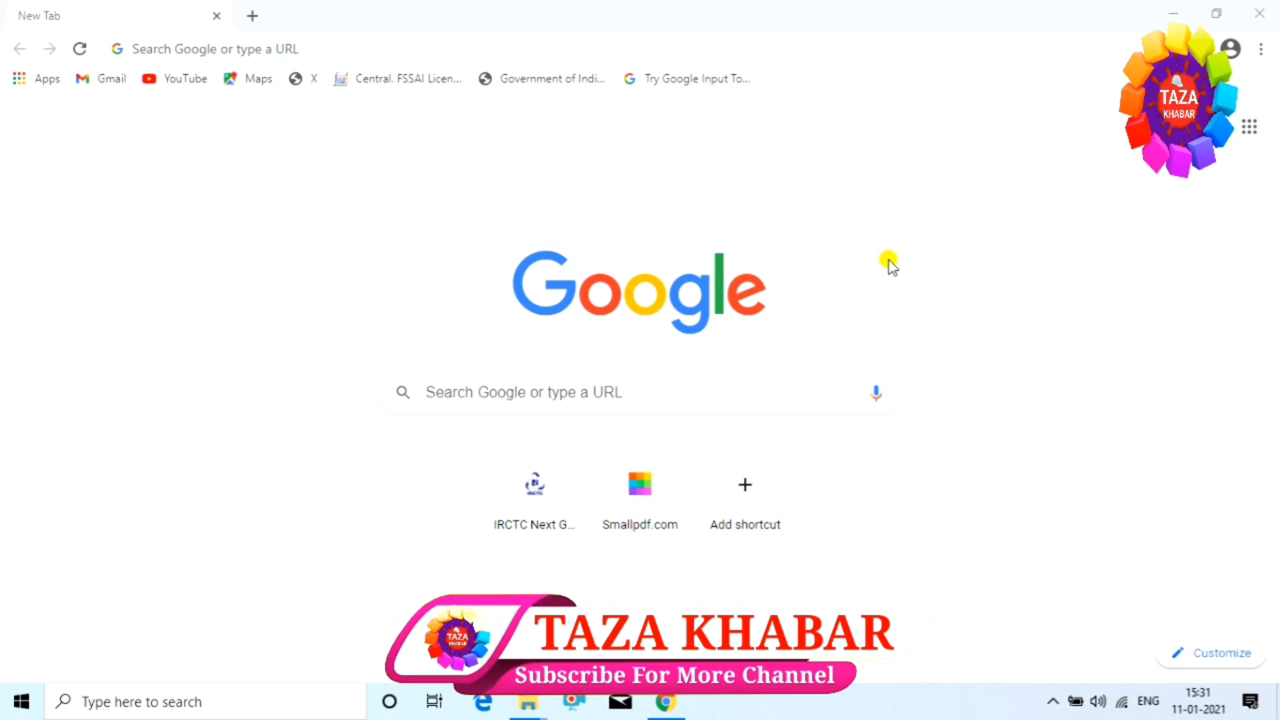 New Tab
Search Google or type a URL
Apps Gmail YouTube Maps X Central. FSSAI Licen... Government of Indi... Try Google Input To...
TAZA
KHABAR
Google
Search Google or type a URL
IRCTC Next G... Smallpdf.com Add shortcut
TAZA KHABAR
TAZA
KHABAR
Subscribe For More Channel
Customize
Type here to search
ENG
15:31
11-01-2021